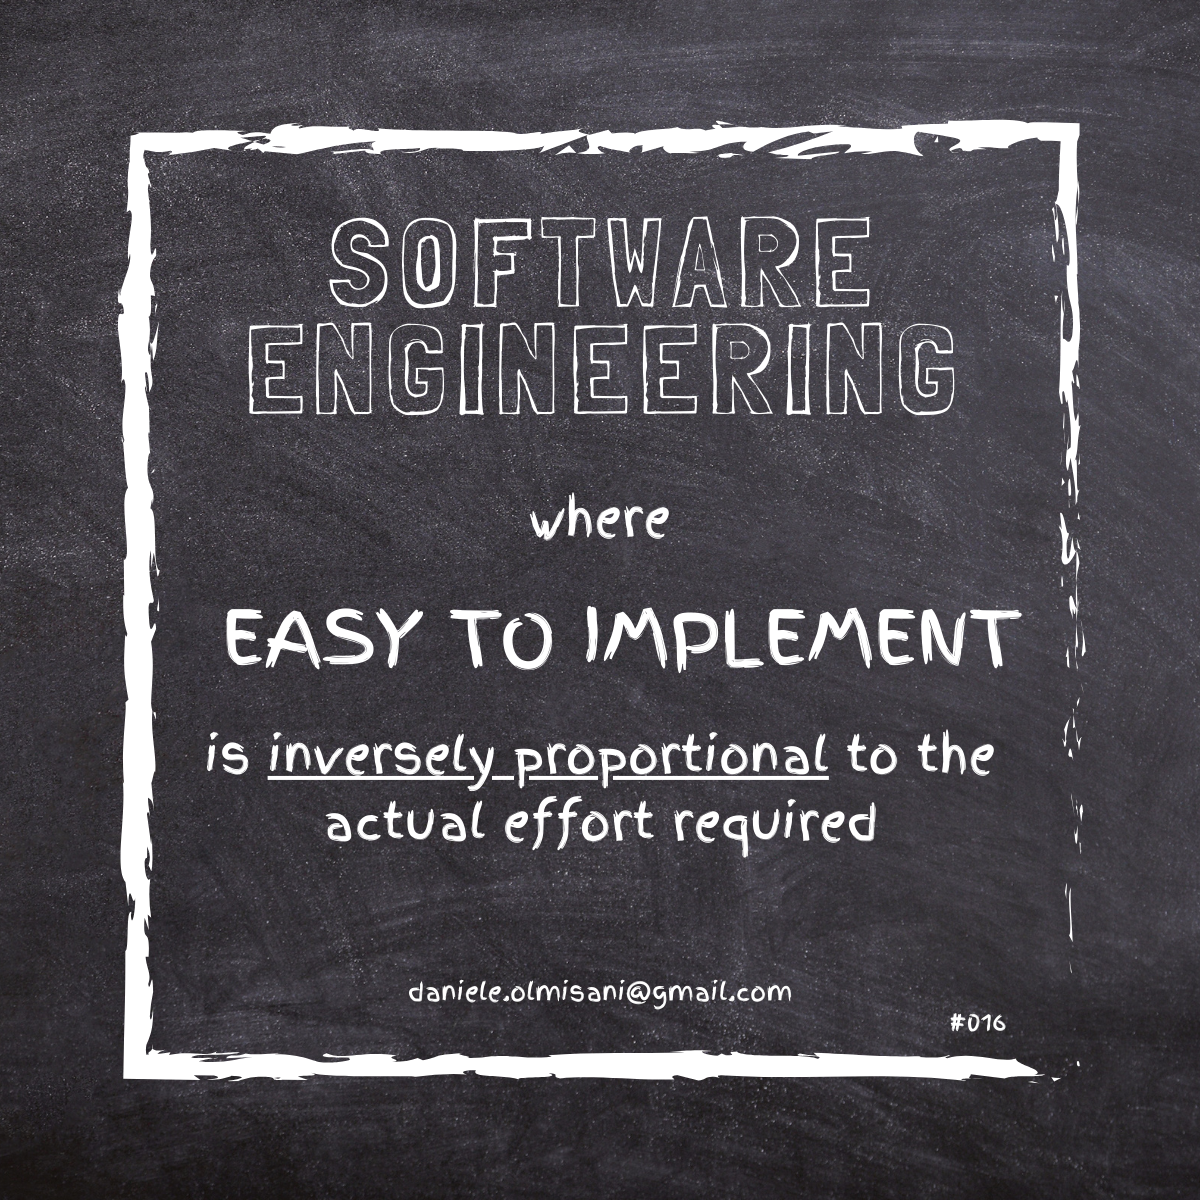 SOFTWARE
ENGINEERING
where
EASY TO IMPLEMENT
is inversely proportional to the
actual effort required
daniele.olmisani@gmail.com
#016